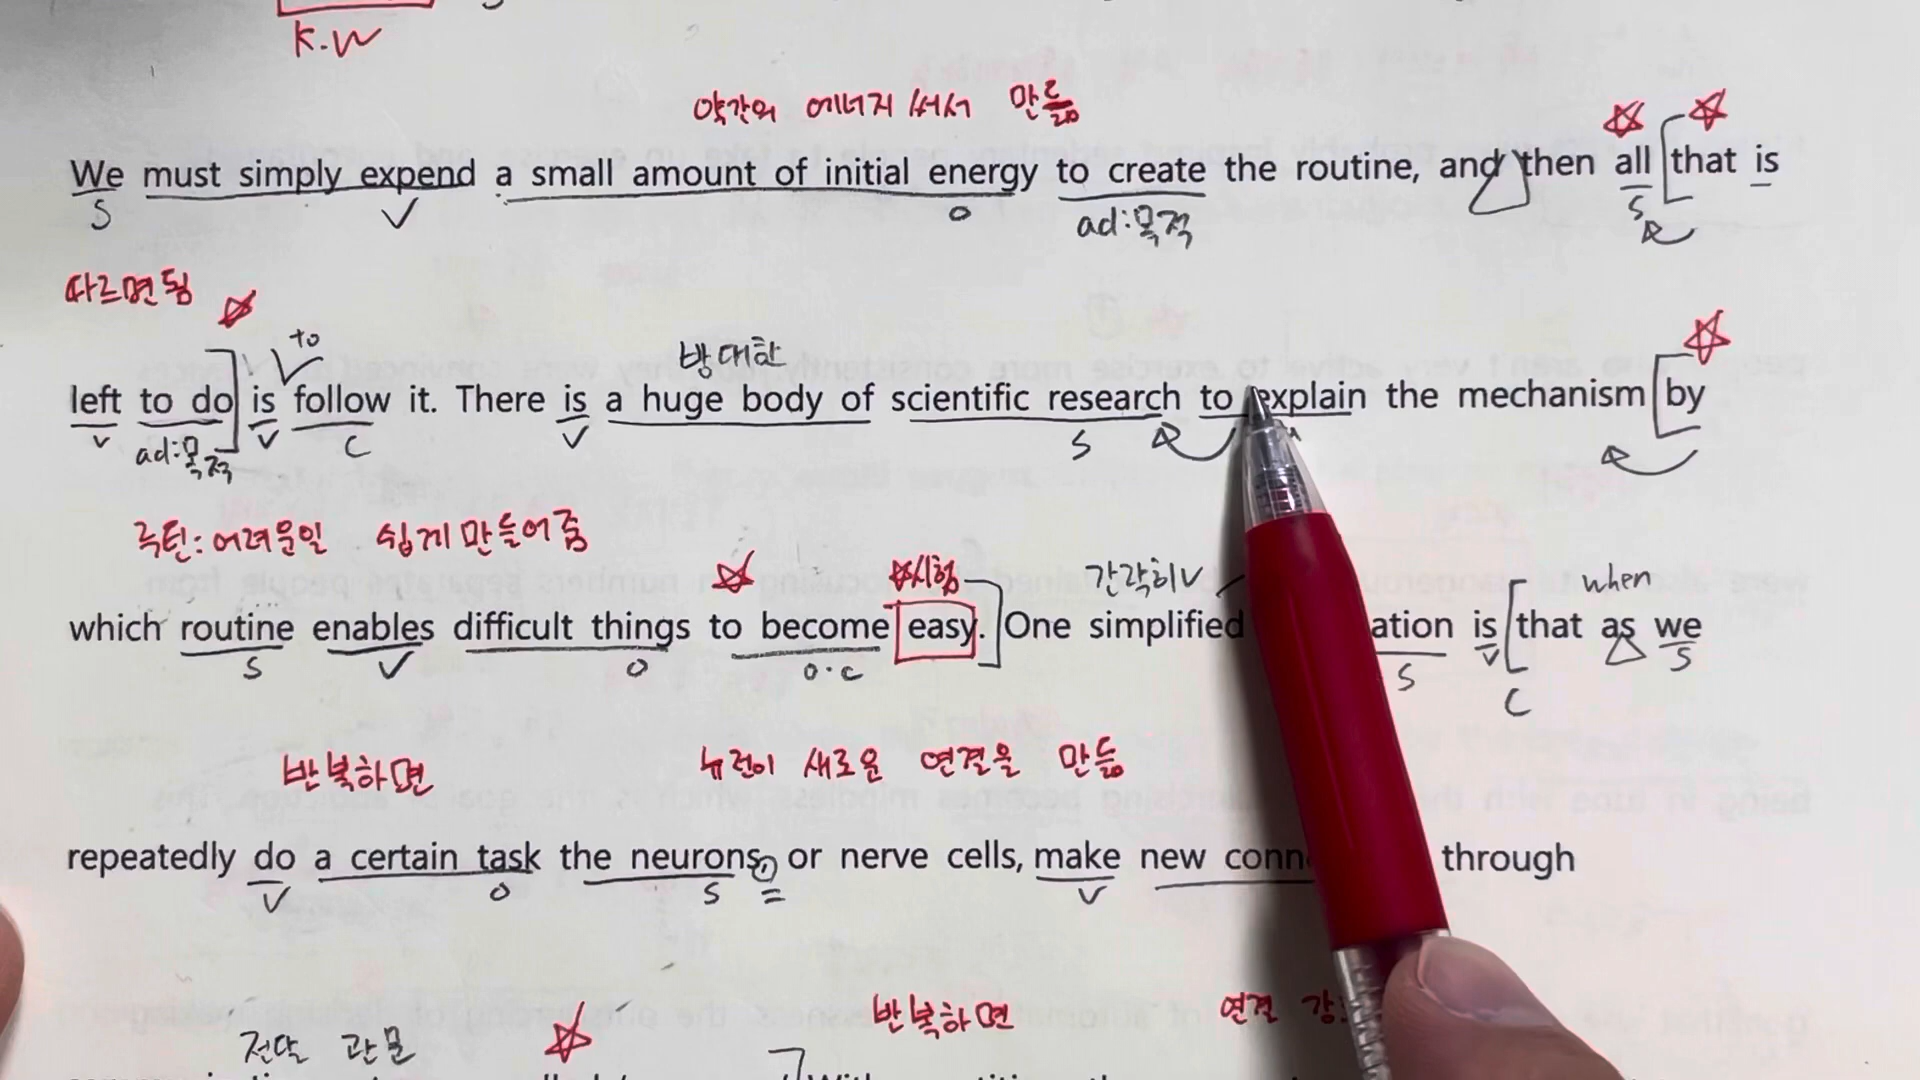 K.W
약간의 에너지 써서 만듦
We must simply expend a small amount of initial energy to create the routine, and then all that is
S V O ad:목적 S
따르면 됨
to 방대한
left to do is follow it. There is a huge body of scientific research to explain the mechanism by
V ad:목적 V C V S
루틴: 어려운일 쉽게 만들어줌
시험 간략히 V when
which routine enables difficult things to become easy. One simplified is that as we
S V O O·C S V C S
반복하면 뉴런이 새로운 연결을 만듦
repeatedly do a certain task the neurons, or nerve cells, make new through
V O S V
전달 관문 반복하면 연결